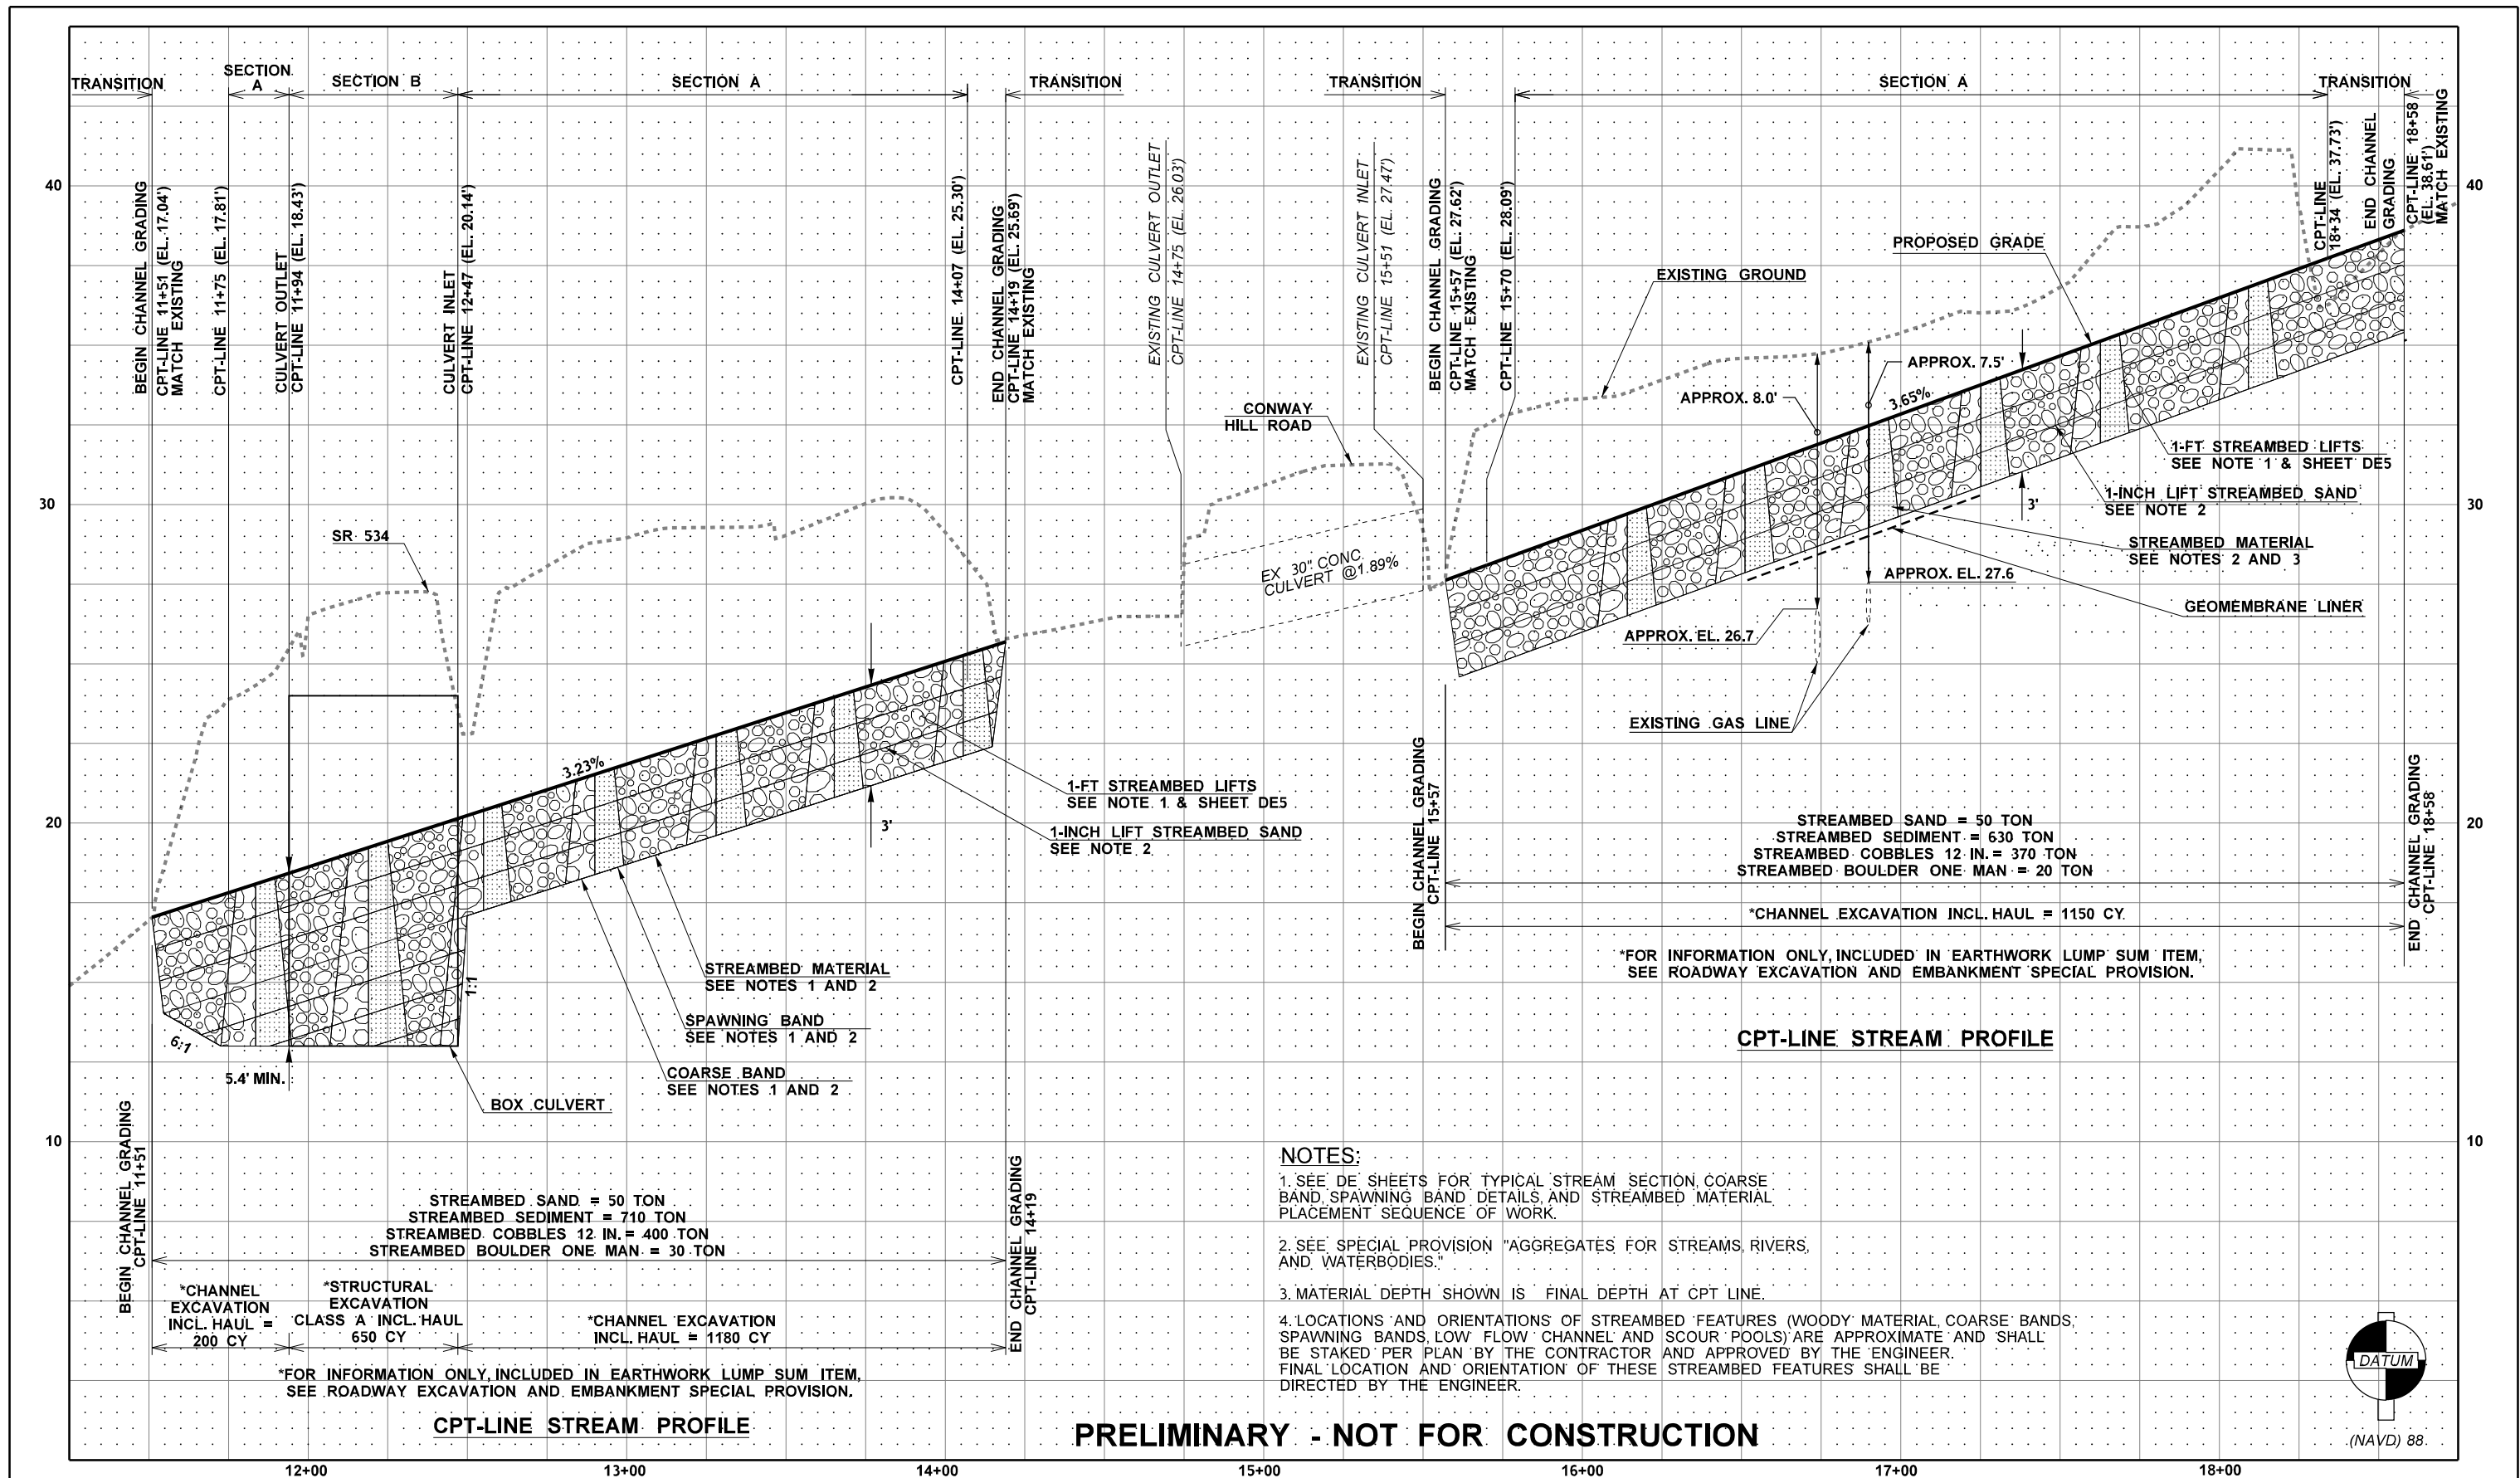 TRANSITION
SECTION
A
SECTION B
SECTION A
TRANSITION
TRANSITION
SECTION A
TRANSITION
40
30
20
10
40
30
20
10
BEGIN CHANNEL GRADING
CPT-LINE 11+51 (EL. 17.04')
MATCH EXISTING
CPT-LINE 11+75 (EL. 17.81')
CULVERT OUTLET
CPT-LINE 11+94 (EL. 18.43')
CULVERT INLET
CPT-LINE 12+47 (EL. 20.14')
CPT-LINE 14+07 (EL. 25.30')
END CHANNEL GRADING
CPT-LINE 14+19 (EL. 25.69')
MATCH EXISTING
EXISTING CULVERT OUTLET
CPT-LINE 14+75 (EL. 26.03')
EXISTING CULVERT INLET
CPT-LINE 15+51 (EL. 27.47')
BEGIN CHANNEL GRADING
CPT-LINE 15+57 (EL. 27.62')
MATCH EXISTING
CPT-LINE 15+70 (EL. 28.09')
CPT-LINE
18+34 (EL. 37.73')
END CHANNEL
GRADING
CPT-LINE 18+58
(EL. 38.61')
MATCH EXISTING
SR 534
CONWAY
HILL ROAD
EX 30" CONC
CULVERT @1.89%
EXISTING GROUND
PROPOSED GRADE
APPROX. 7.5'
APPROX. 8.0'
3.65%
1-FT STREAMBED LIFTS
SEE NOTE 1 & SHEET DE5
1-INCH LIFT STREAMBED SAND
SEE NOTE 2
3'
STREAMBED MATERIAL
SEE NOTES 2 AND 3
APPROX. EL. 27.6
GEOMEMBRANE LINER
APPROX. EL. 26.7
EXISTING GAS LINE
3.23%
1-FT STREAMBED LIFTS
SEE NOTE 1 & SHEET DE5
3'
1-INCH LIFT STREAMBED SAND
SEE NOTE 2
STREAMBED MATERIAL
SEE NOTES 1 AND 2
1:1
SPAWNING BAND
SEE NOTES 1 AND 2
6:1
5.4' MIN.
COARSE BAND
SEE NOTES 1 AND 2
BOX CULVERT
BEGIN CHANNEL GRADING
CPT-LINE 15+57
STREAMBED SAND = 50 TON
STREAMBED SEDIMENT = 630 TON
STREAMBED COBBLES 12 IN. = 370 TON
STREAMBED BOULDER ONE MAN = 20 TON
*CHANNEL EXCAVATION INCL. HAUL = 1150 CY
END CHANNEL GRADING
CPT-LINE 18+58
*FOR INFORMATION ONLY, INCLUDED IN EARTHWORK LUMP SUM ITEM,
SEE ROADWAY EXCAVATION AND EMBANKMENT SPECIAL PROVISION.
CPT-LINE STREAM PROFILE
BEGIN CHANNEL GRADING
CPT-LINE 11+51
STREAMBED SAND = 50 TON
STREAMBED SEDIMENT = 710 TON
STREAMBED COBBLES 12 IN. = 400 TON
STREAMBED BOULDER ONE MAN = 30 TON
END CHANNEL GRADING
CPT-LINE 14+19
*CHANNEL
EXCAVATION
INCL. HAUL =
200 CY
*STRUCTURAL
EXCAVATION
CLASS A INCL. HAUL
650 CY
*CHANNEL EXCAVATION
INCL. HAUL = 1180 CY
*FOR INFORMATION ONLY, INCLUDED IN EARTHWORK LUMP SUM ITEM,
SEE ROADWAY EXCAVATION AND EMBANKMENT SPECIAL PROVISION.
CPT-LINE STREAM PROFILE
NOTES:
1. SEE DE SHEETS FOR TYPICAL STREAM SECTION, COARSE
BAND, SPAWNING BAND DETAILS, AND STREAMBED MATERIAL
PLACEMENT SEQUENCE OF WORK.
2. SEE SPECIAL PROVISION "AGGREGATES FOR STREAMS, RIVERS,
AND WATERBODIES."
3. MATERIAL DEPTH SHOWN IS FINAL DEPTH AT CPT LINE.
4. LOCATIONS AND ORIENTATIONS OF STREAMBED FEATURES (WOODY MATERIAL, COARSE BANDS,
SPAWNING BANDS, LOW FLOW CHANNEL AND SCOUR POOLS) ARE APPROXIMATE AND SHALL
BE STAKED PER PLAN BY THE CONTRACTOR AND APPROVED BY THE ENGINEER.
FINAL LOCATION AND ORIENTATION OF THESE STREAMBED FEATURES SHALL BE
DIRECTED BY THE ENGINEER.
PRELIMINARY - NOT FOR CONSTRUCTION
DATUM
(NAVD) 88
12+00
13+00
14+00
15+00
16+00
17+00
18+00